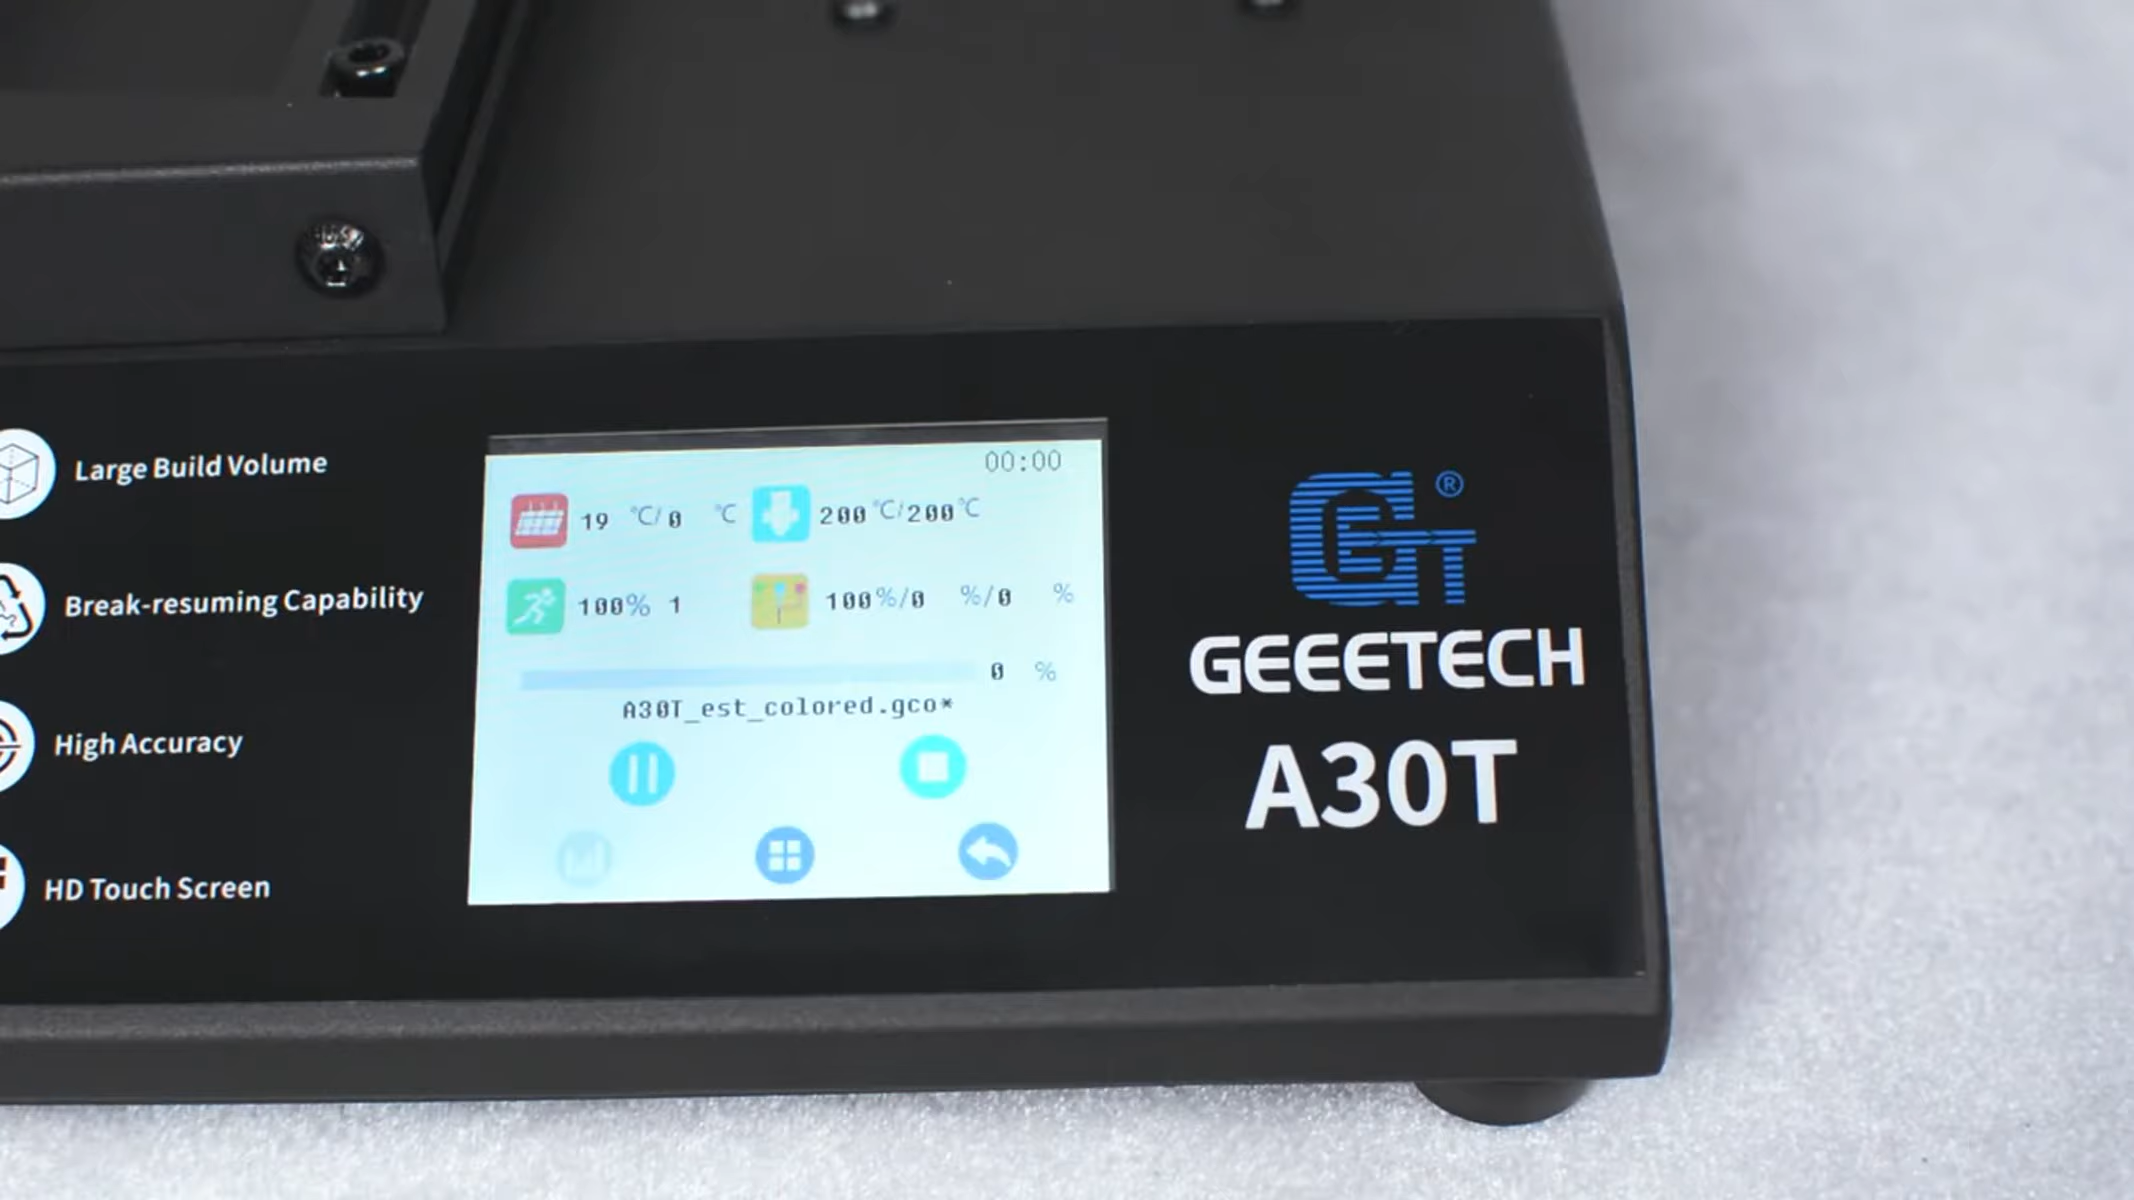 Large Build Volume
Break-resuming Capability
High Accuracy
HD Touch Screen
00:00
19 °C/0 °C 200°C/200°C
100% 1 100%/0 %/0 %
0 %
A30T_est_colored.gco*
GET®
GEEETECH
A30T